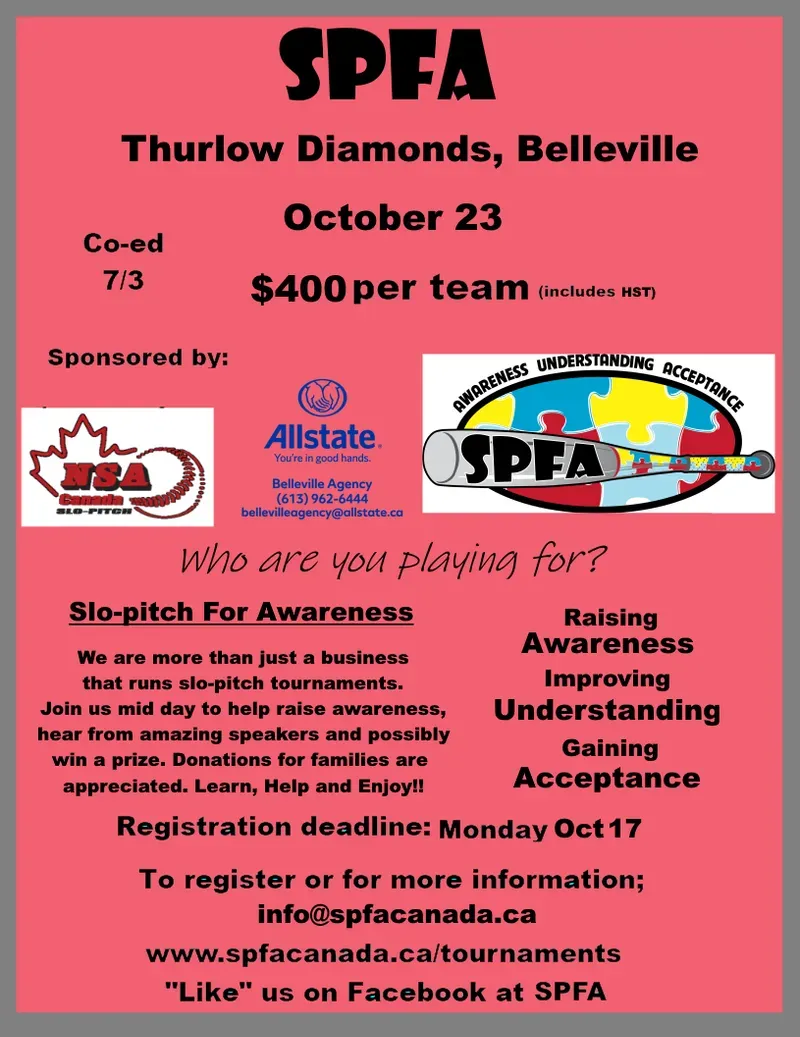 SPFA
Thurlow Diamonds, Belleville
October 23
Co-ed
7/3
$400 per team (includes HST)
Sponsored by:
NSA
Canada
SLO-PITCH
Allstate®
You're in good hands.
Belleville Agency
(613) 962-6444
bellevilleagency@allstate.ca
AWARENESS UNDERSTANDING ACCEPTANCE
SPFA
Who are you playing for?
Slo-pitch For Awareness
We are more than just a business
that runs slo-pitch tournaments.
Join us mid day to help raise awareness,
hear from amazing speakers and possibly
win a prize. Donations for families are
appreciated. Learn, Help and Enjoy!!
Raising
Awareness
Improving
Understanding
Gaining
Acceptance
Registration deadline: Monday Oct 17
To register or for more information;
info@spfacanada.ca
www.spfacanada.ca/tournaments
"Like" us on Facebook at SPFA